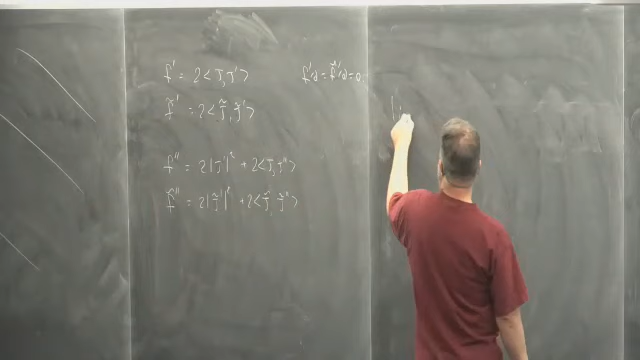 f' = 2<J, J'>
f'(0) = f̃'(0) = 0
f̃' = 2<J̃, J̃'>
f'' = 2|J'|² + 2<J, J''>
f̃'' = 2|J̃'|² + 2<J̃, J̃''>